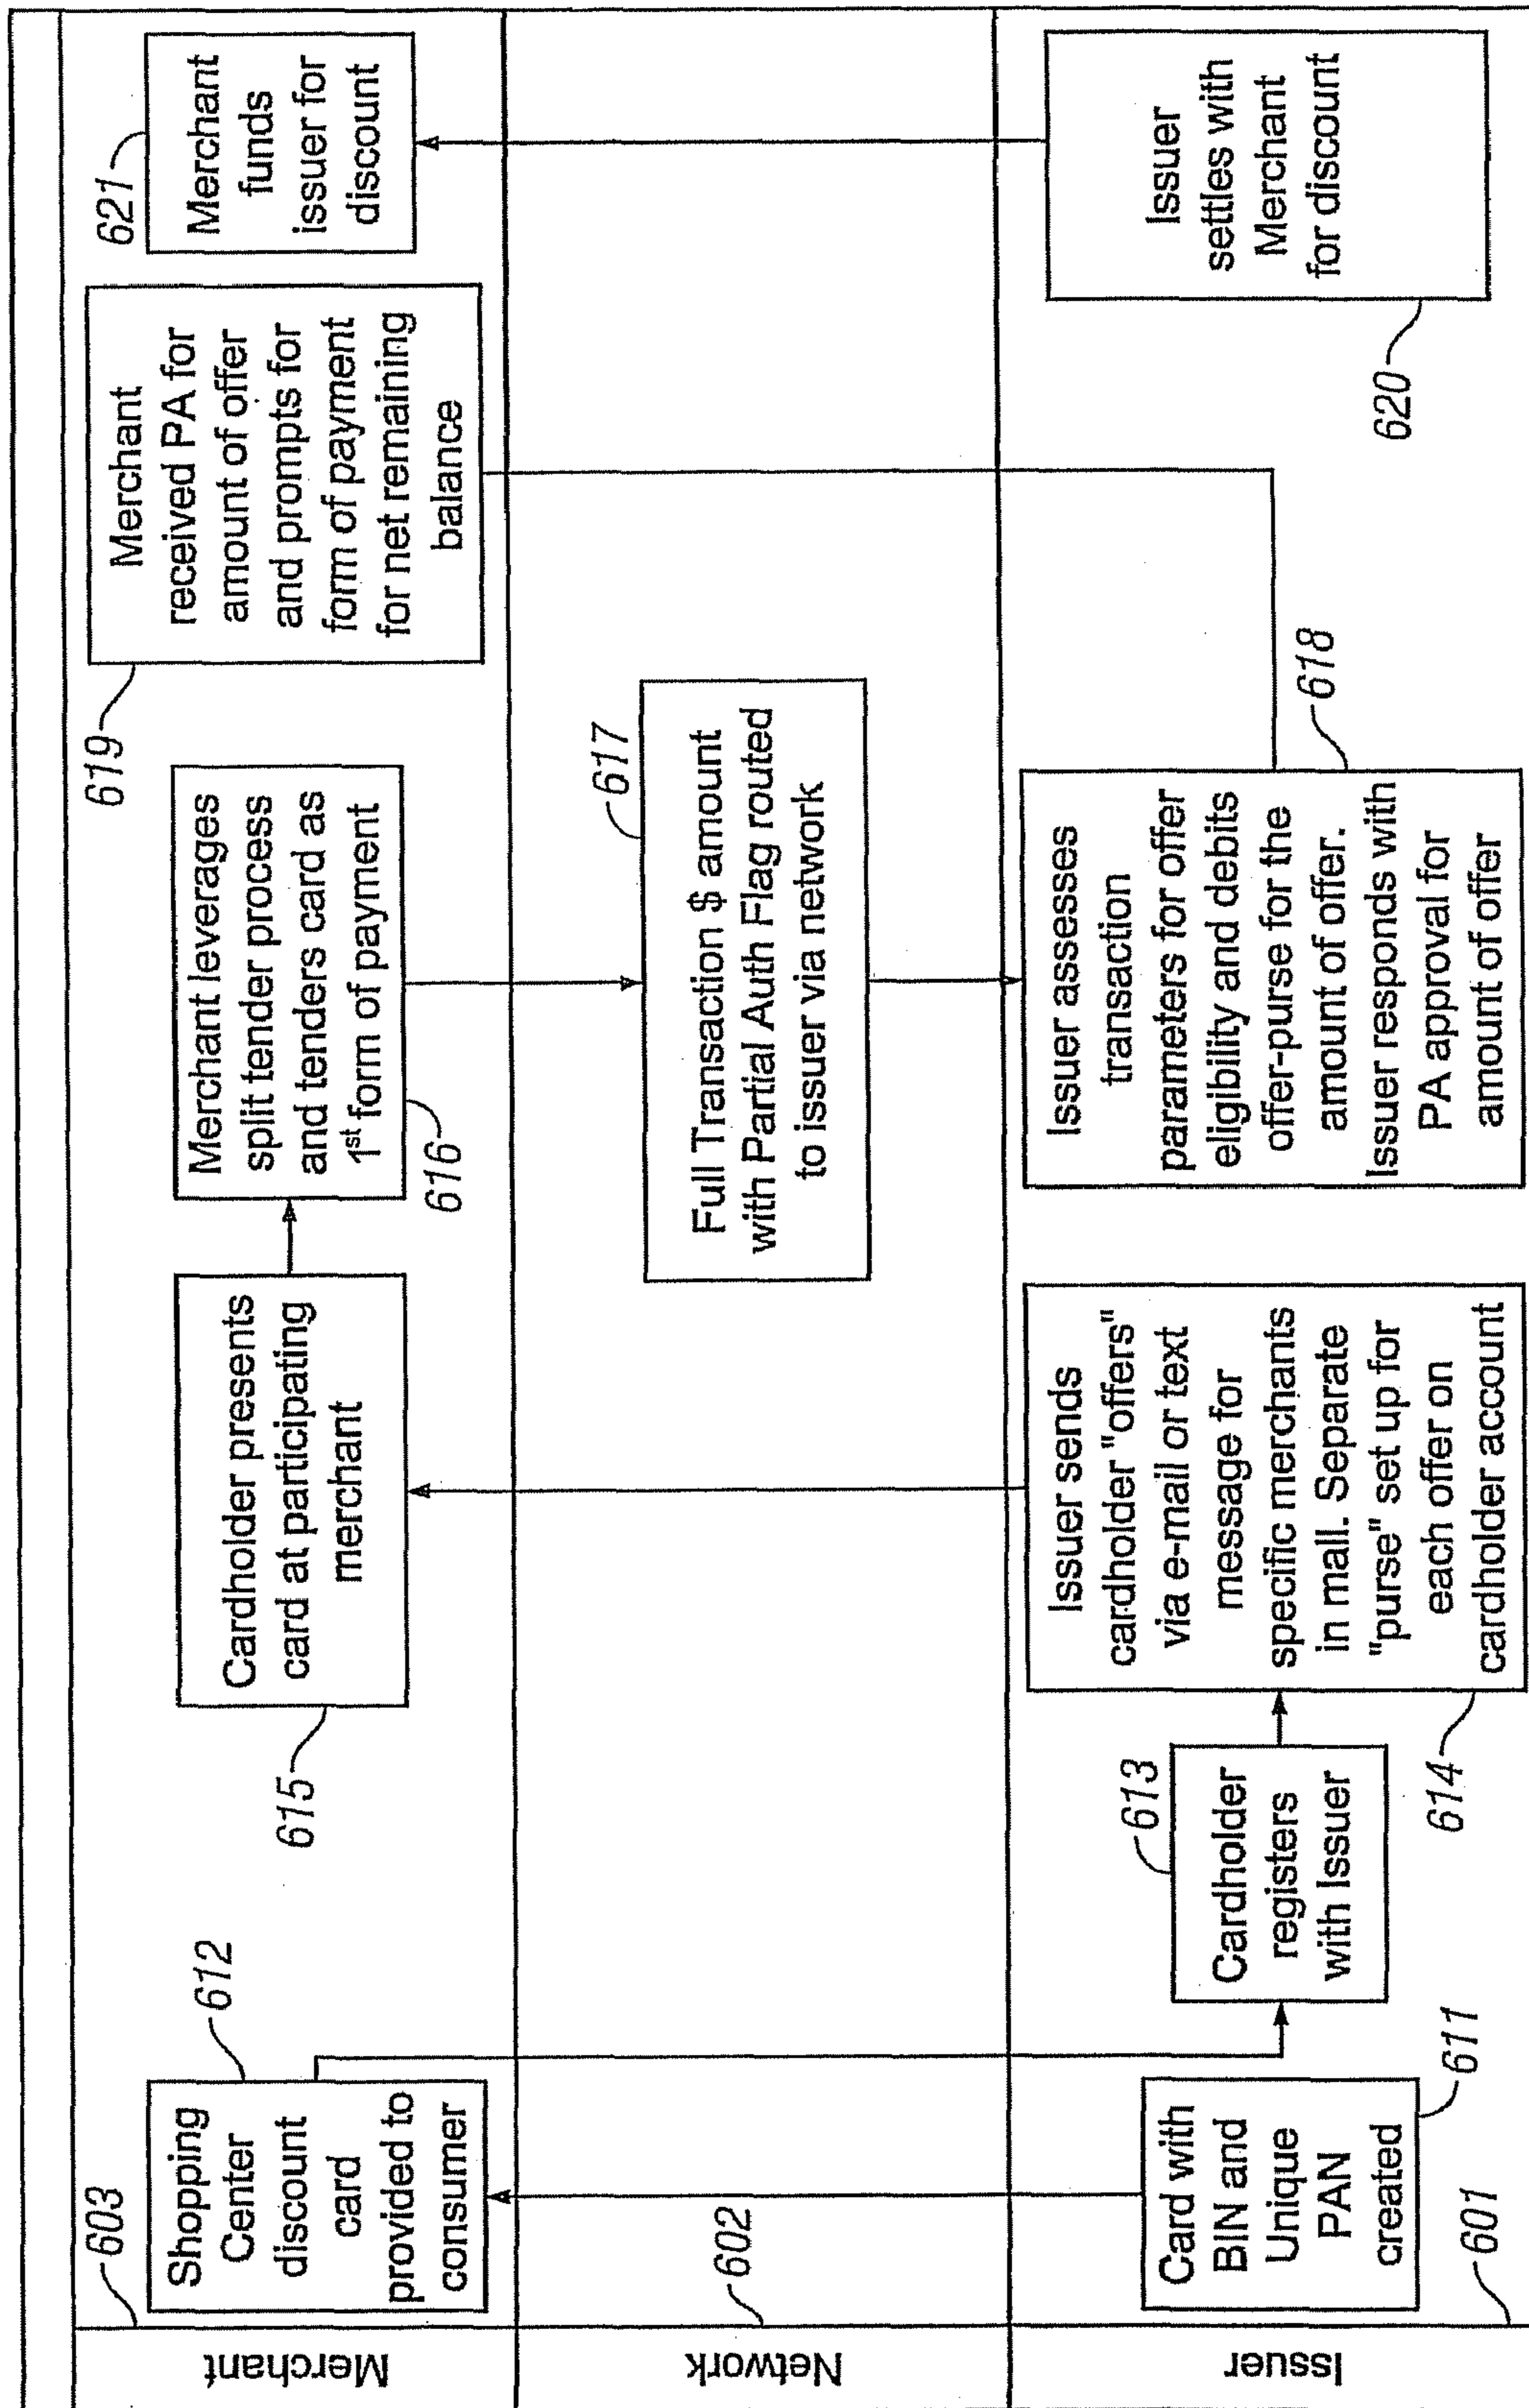 Merchant
603
Shopping
Center
discount
card
provided to
consumer
612
Cardholder presents
card at participating
merchant
615
Merchant leverages
split tender process
and tenders card as
1st form of payment
616
Merchant
received PA for
amount of offer
and prompts for
form of payment
for net remaining
balance
619
Merchant
funds
issuer for
discount
621
Network
602
Full Transaction $ amount
with Partial Auth Flag routed
to issuer via network
617
Issuer
601
Card with
BIN and
Unique
PAN
created
611
Cardholder
registers
with Issuer
613
Issuer sends
cardholder "offers"
via e-mail or text
message for
specific merchants
in mall. Separate
"purse" set up for
each offer on
cardholder account
614
Issuer assesses
transaction
parameters for offer
eligibility and debits
offer-purse for the
amount of offer.
Issuer responds with
PA approval for
amount of offer
618
Issuer
settles with
Merchant
for discount
620